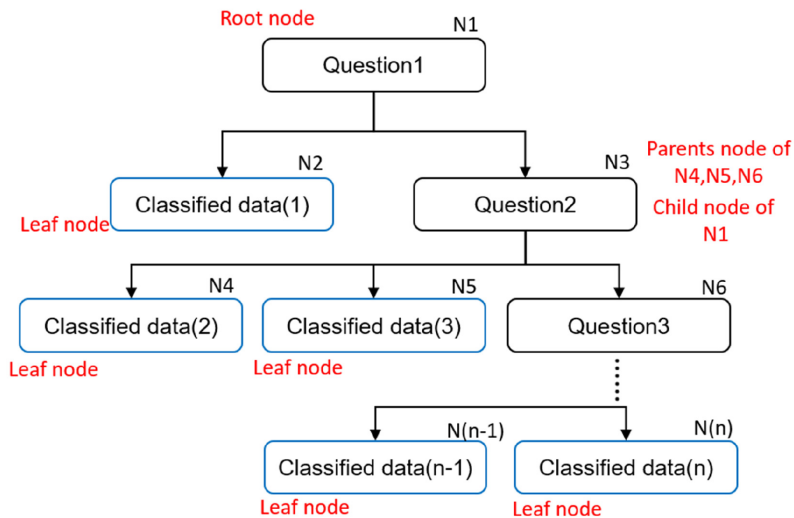 Root node
N1
Question1
N2
N3
Parents node of
N4,N5,N6
Child node of
N1
Classified data(1)
Question2
Leaf node
N4
N5
N6
Classified data(2)
Classified data(3)
Question3
Leaf node
Leaf node
N(n-1)
N(n)
Classified data(n-1)
Classified data(n)
Leaf node
Leaf node